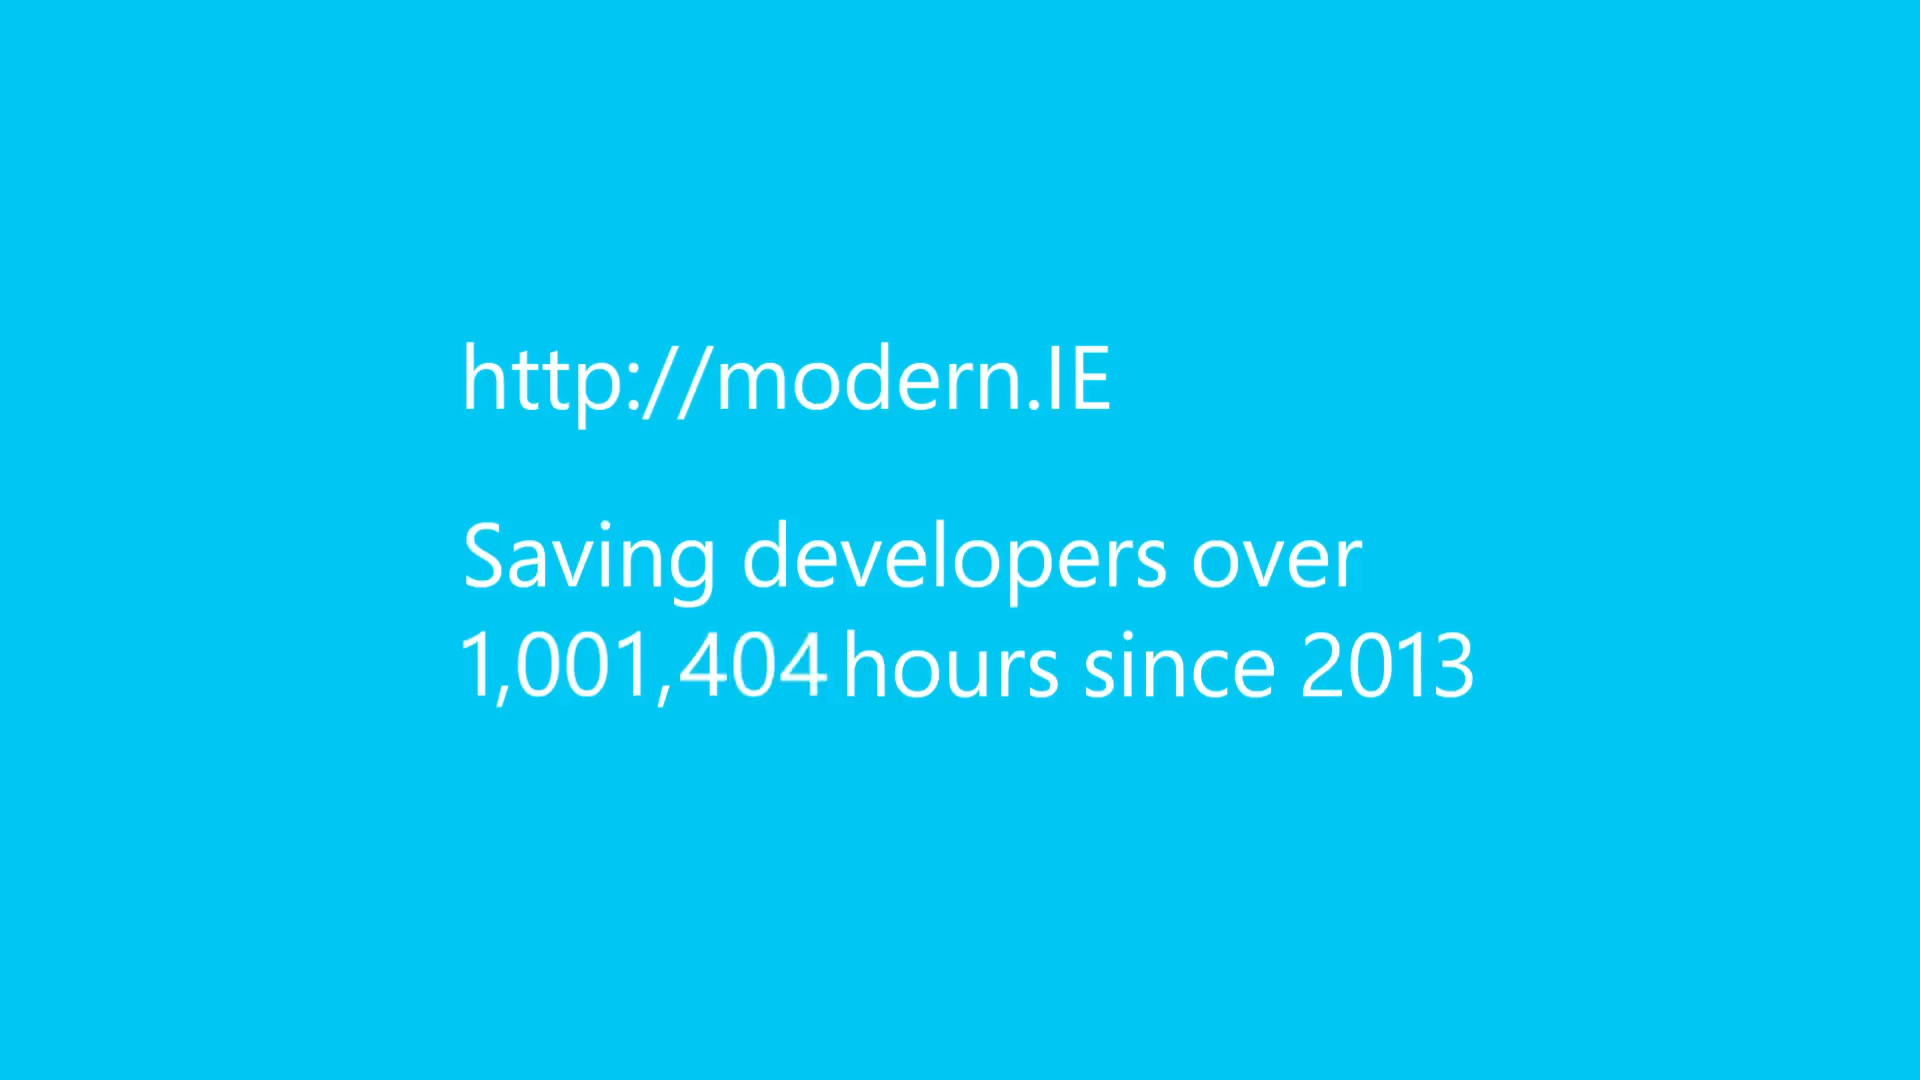 http://modern.IE
Saving developers over
1,001,404 hours since 2013